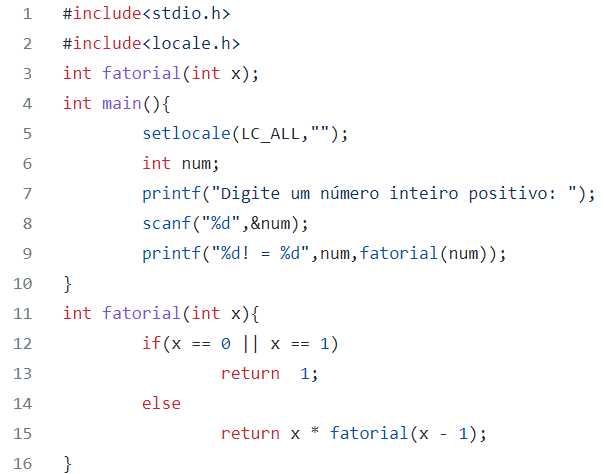 1 #include<stdio.h>
2 #include<locale.h>
3 int fatorial(int x);
4 int main(){
5 setlocale(LC_ALL,"");
6 int num;
7 printf("Digite um número inteiro positivo: ");
8 scanf("%d",&num);
9 printf("%d! = %d",num,fatorial(num));
10 }
11 int fatorial(int x){
12 if(x == 0 || x == 1)
13 return  1;
14 else
15 return x * fatorial(x - 1);
16 }